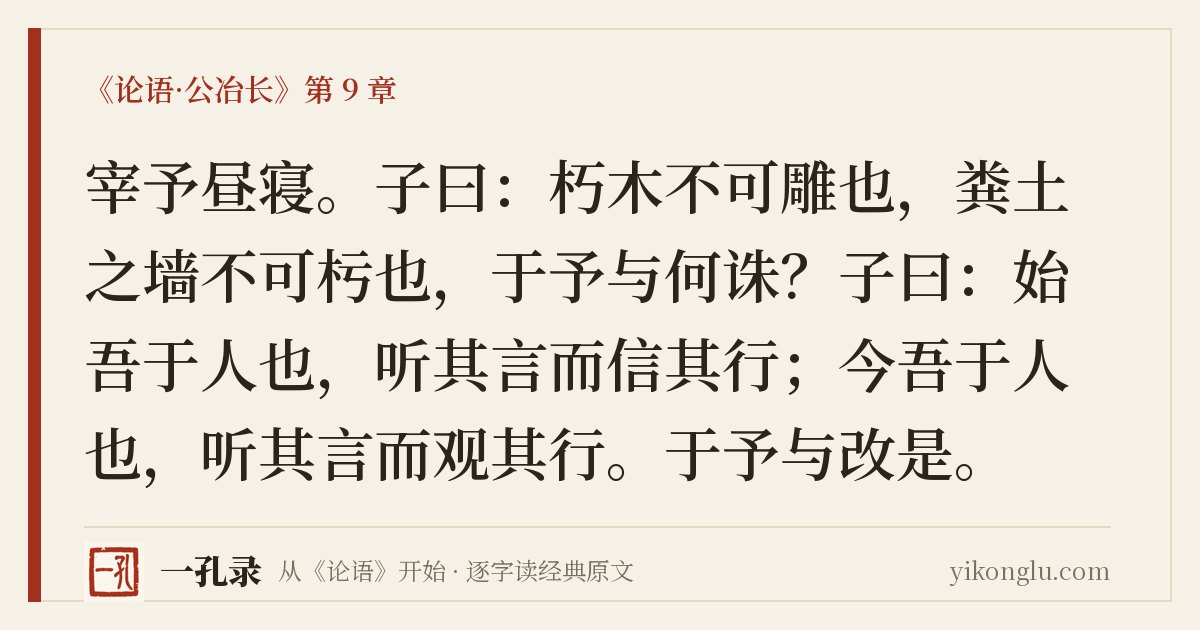 《论语·公冶长》第 9 章
宰予昼寝。子曰：朽木不可雕也，粪土
之墙不可杇也，于予与何诛？子曰：始
吾于人也，听其言而信其行；今吾于人
也，听其言而观其行。于予与改是。
一孔
一孔录 从《论语》开始 · 逐字读经典原文 yikonglu.com